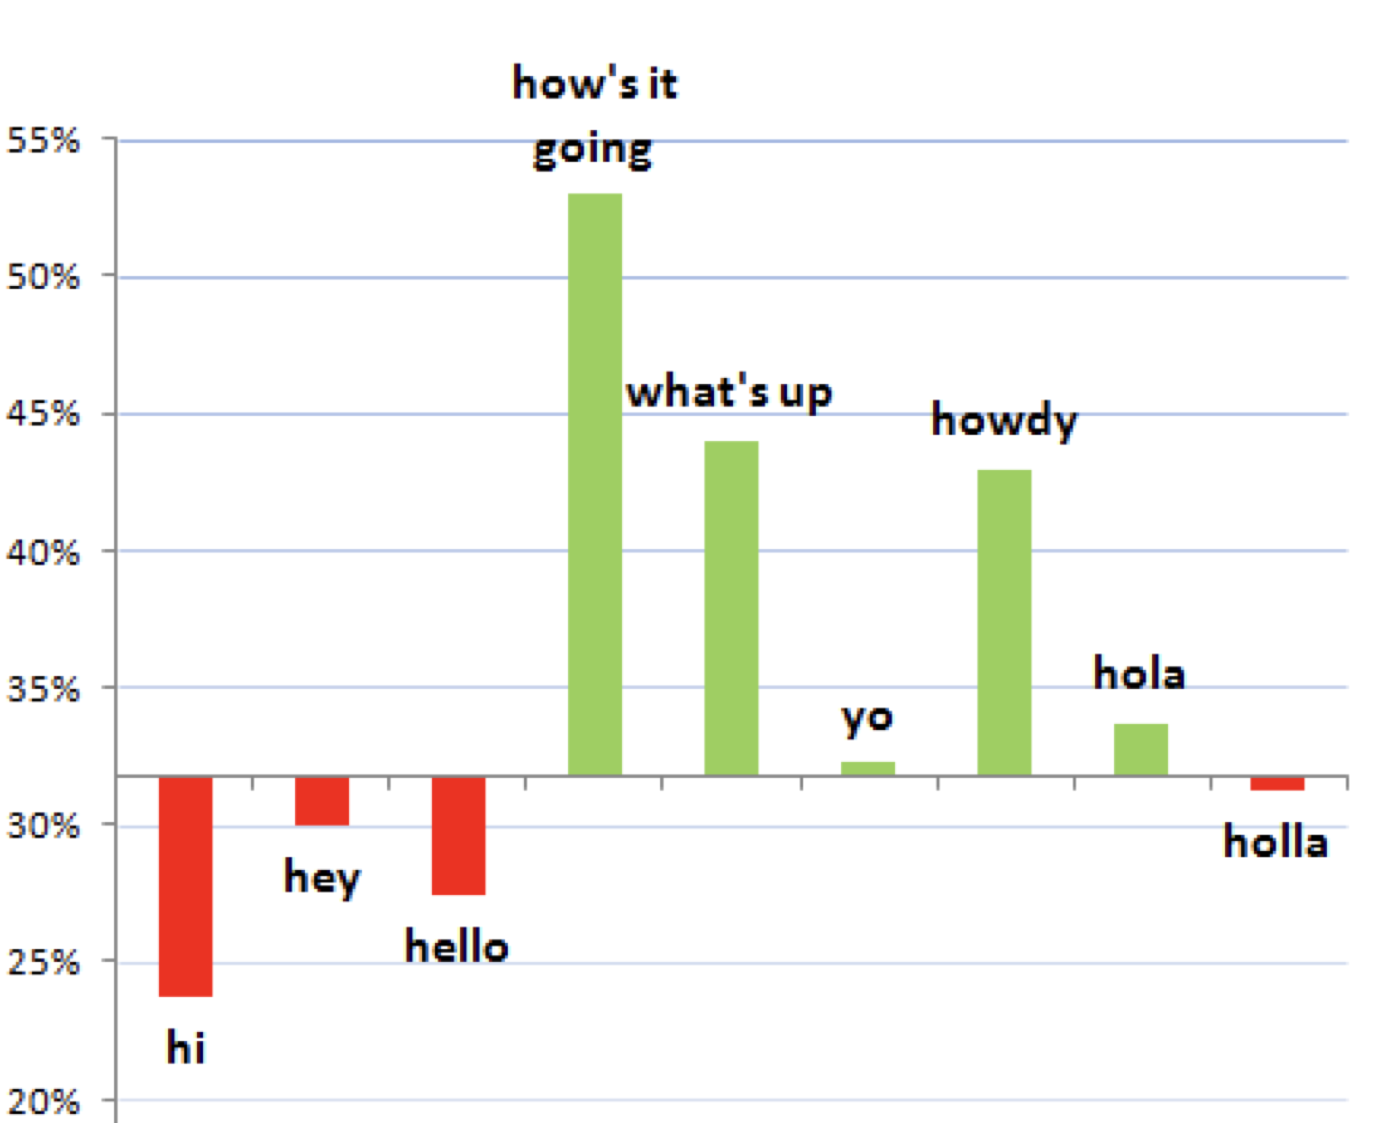 how's it
going
55%
50%
what's up
45%
howdy
40%
hola
35%
yo
30%
holla
hey
hello
25%
hi
20%